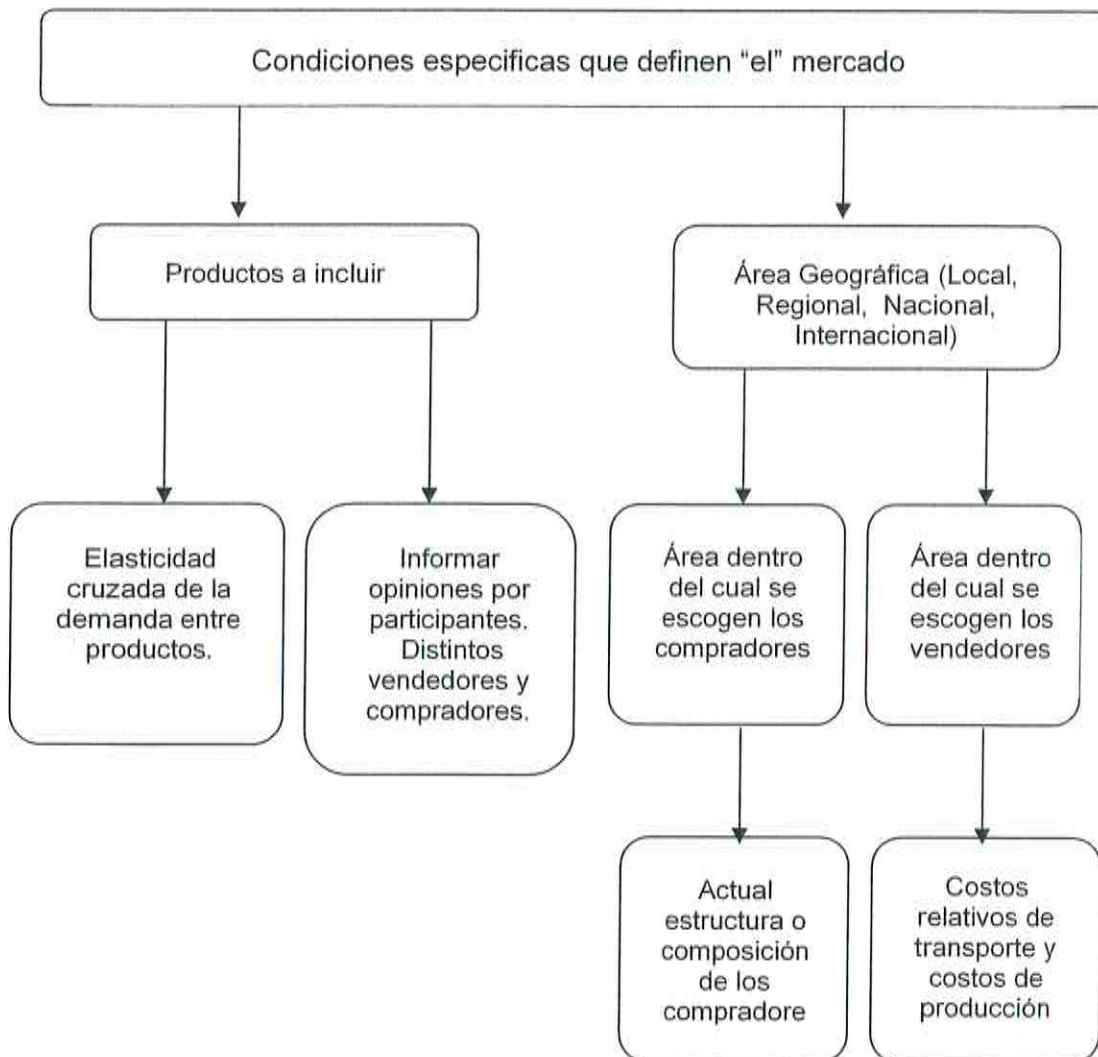 Condiciones especificas que definen "el" mercado
Productos a incluir
Área Geográfica (Local,
Regional, Nacional,
Internacional)
Elasticidad
cruzada de la
demanda entre
productos.
Informar
opiniones por
participantes.
Distintos
vendedores y
compradores.
Área dentro
del cual se
escogen los
compradores
Área dentro
del cual se
escogen los
vendedores
Actual
estructura o
composición
de los
compradore
Costos
relativos de
transporte y
costos de
producción